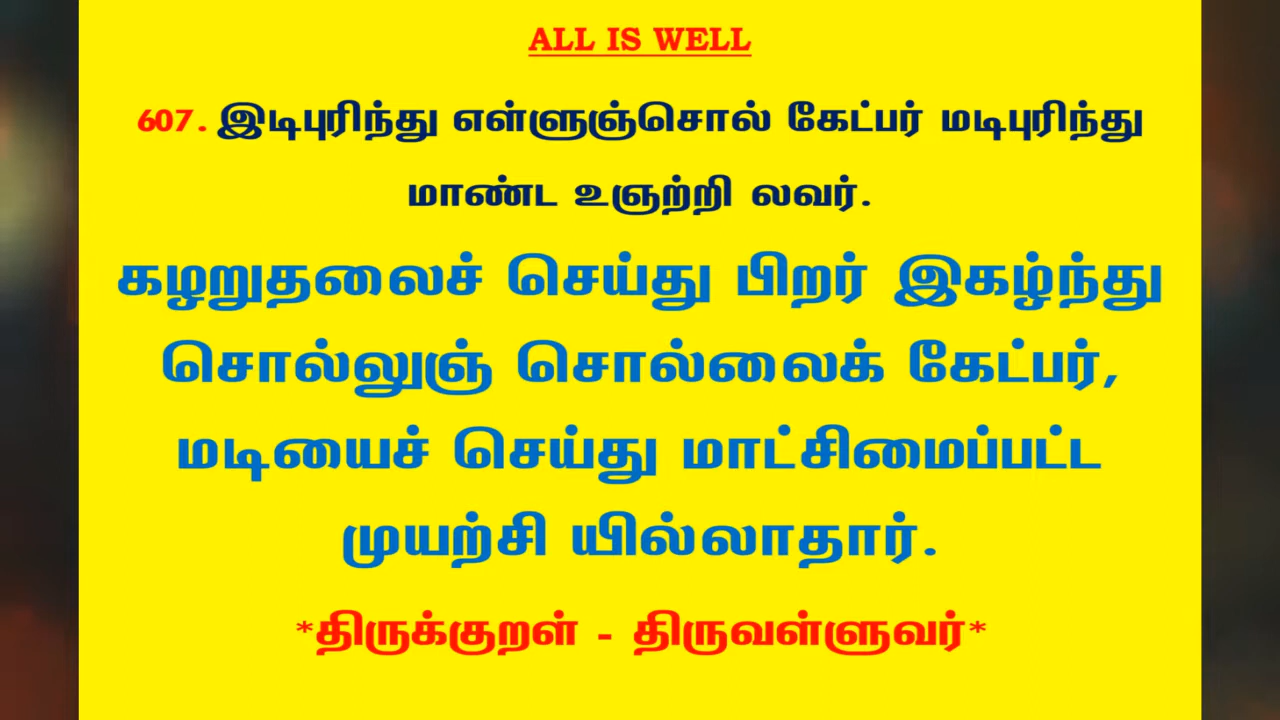 ALL IS WELL
607. இடிபுரிந்து எள்ளுஞ்சொல் கேட்பர் மடிபுரிந்து
மாண்ட உஞற்றி லவர்.
கழறுதலைச் செய்து பிறர் இகழ்ந்து
சொல்லுஞ் சொல்லைக் கேட்பர்,
மடியைச் செய்து மாட்சிமைப்பட்ட
முயற்சி யில்லாதார்.
*திருக்குறள் - திருவள்ளுவர்*